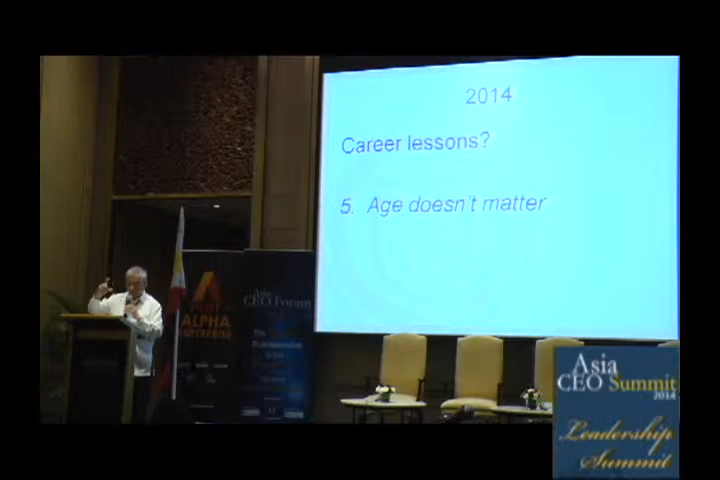 2014
Career lessons?
5. Age doesn't matter
ALPHA
Asia
CEO Forum
Asia
CEO Summit
2014
Leadership
Summit